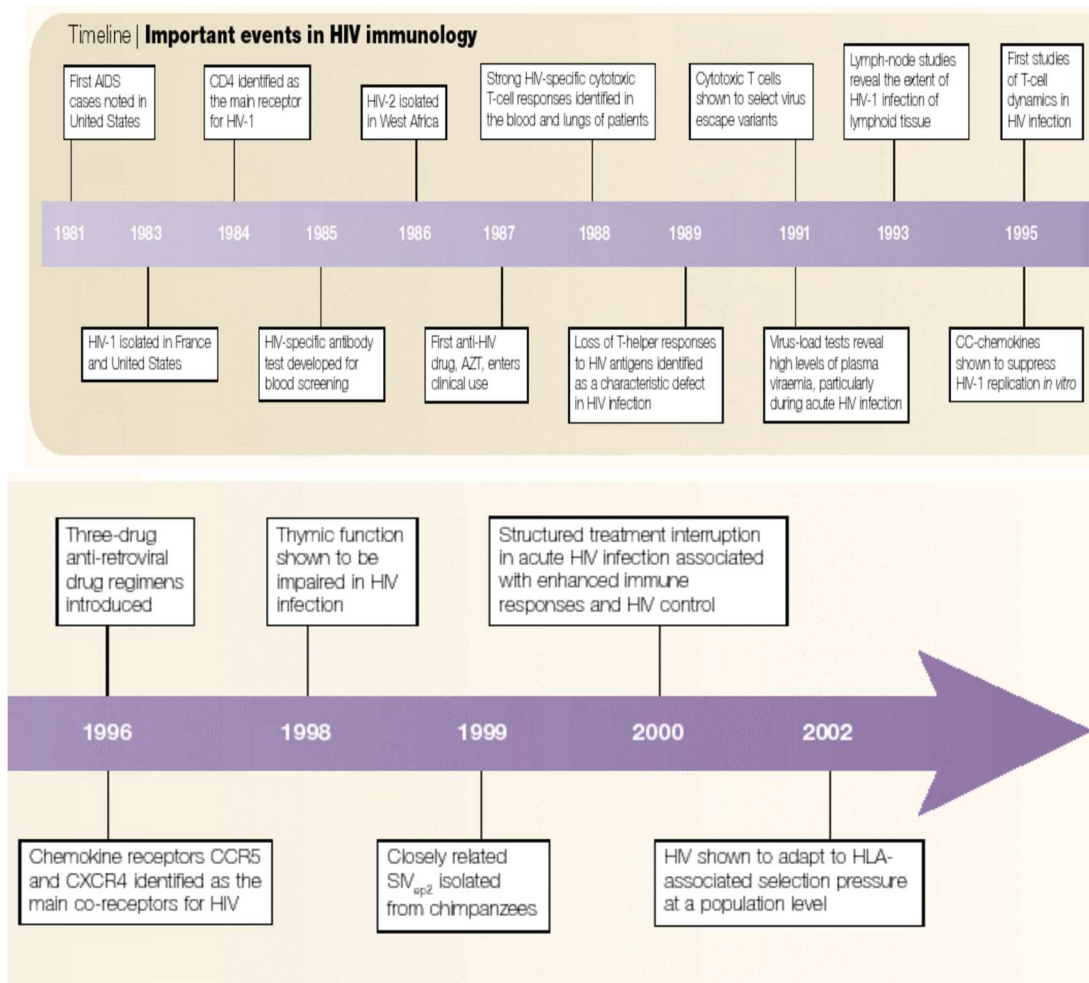 Timeline | Important events in HIV immunology
First AIDS
cases noted in
United States
CD4 identified as
the main receptor
for HIV-1
HIV-2 isolated
in West Africa
Strong HIV-specific cytotoxic
T-cell responses identified in
the blood and lungs of patients
Cytotoxic T cells
shown to select virus
escape variants
Lymph-node studies
reveal the extent of
HIV-1 infection of
lymphoid tissue
First studies
of T-cell
dynamics in
HIV infection
1981 1983 1984 1985 1986 1987 1988 1989 1991 1993 1995
HIV-1 isolated in France
and United States
HIV-specific antibody
test developed for
blood screening
First anti-HIV
drug, AZT, enters
clinical use
Loss of T-helper responses
to HIV antigens identified
as a characteristic defect
in HIV infection
Virus-load tests reveal
high levels of plasma
viraemia, particularly
during acute HIV infection
CC-chemokines
shown to suppress
HIV-1 replication in vitro
Three-drug
anti-retroviral
drug regimens
introduced
Thymic function
shown to be
impaired in HIV
infection
Structured treatment interruption
in acute HIV infection associated
with enhanced immune
responses and HIV control
1996 1998 1999 2000 2002
Chemokine receptors CCR5
and CXCR4 identified as the
main co-receptors for HIV
Closely related
SIV
isolated
from chimpanzees
HIV shown to adapt to HLA-
associated selection pressure
at a population level